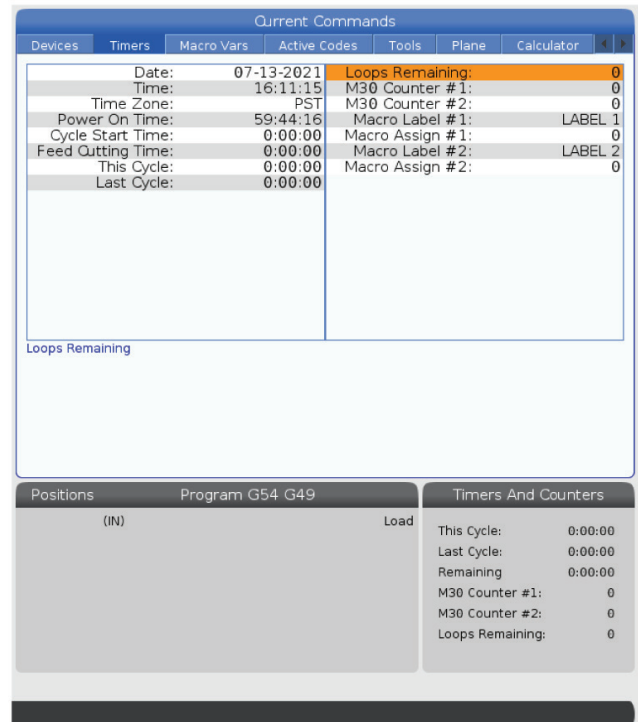 Current Commands
Devices Timers Macro Vars Active Codes Tools Plane Calculator
Date: 07-13-2021
Time: 16:11:15
Time Zone: PST
Power On Time: 59:44:16
Cycle Start Time: 0:00:00
Feed Cutting Time: 0:00:00
This Cycle: 0:00:00
Last Cycle: 0:00:00
Loops Remaining: 0
M30 Counter #1: 0
M30 Counter #2: 0
Macro Label #1: LABEL 1
Macro Assign #1: 0
Macro Label #2: LABEL 2
Macro Assign #2: 0
Loops Remaining
Positions Program G54 G49
(IN) Load
Timers And Counters
This Cycle: 0:00:00
Last Cycle: 0:00:00
Remaining 0:00:00
M30 Counter #1: 0
M30 Counter #2: 0
Loops Remaining: 0